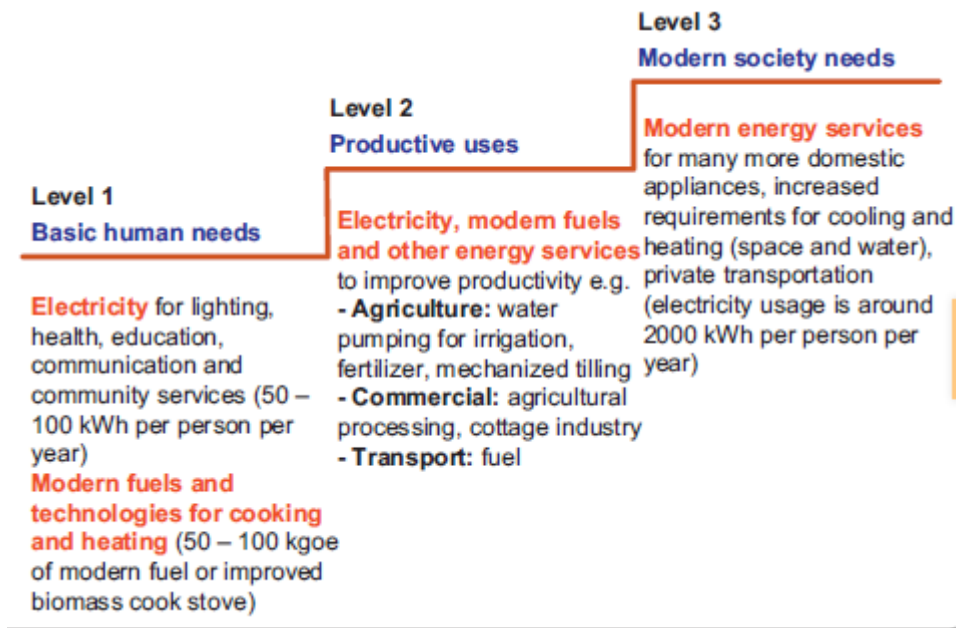 Level 1
Basic human needs
Electricity for lighting,
health, education,
communication and
community services (50 –
100 kWh per person per
year)
Modern fuels and
technologies for cooking
and heating (50 – 100 kgoe
of modern fuel or improved
biomass cook stove)
Level 2
Productive uses
Electricity, modern fuels
and other energy services
to improve productivity e.g.
- Agriculture: water
pumping for irrigation,
fertilizer, mechanized tilling
- Commercial: agricultural
processing, cottage industry
- Transport: fuel
Level 3
Modern society needs
Modern energy services
for many more domestic
appliances, increased
requirements for cooling and
heating (space and water),
private transportation
(electricity usage is around
2000 kWh per person per
year)